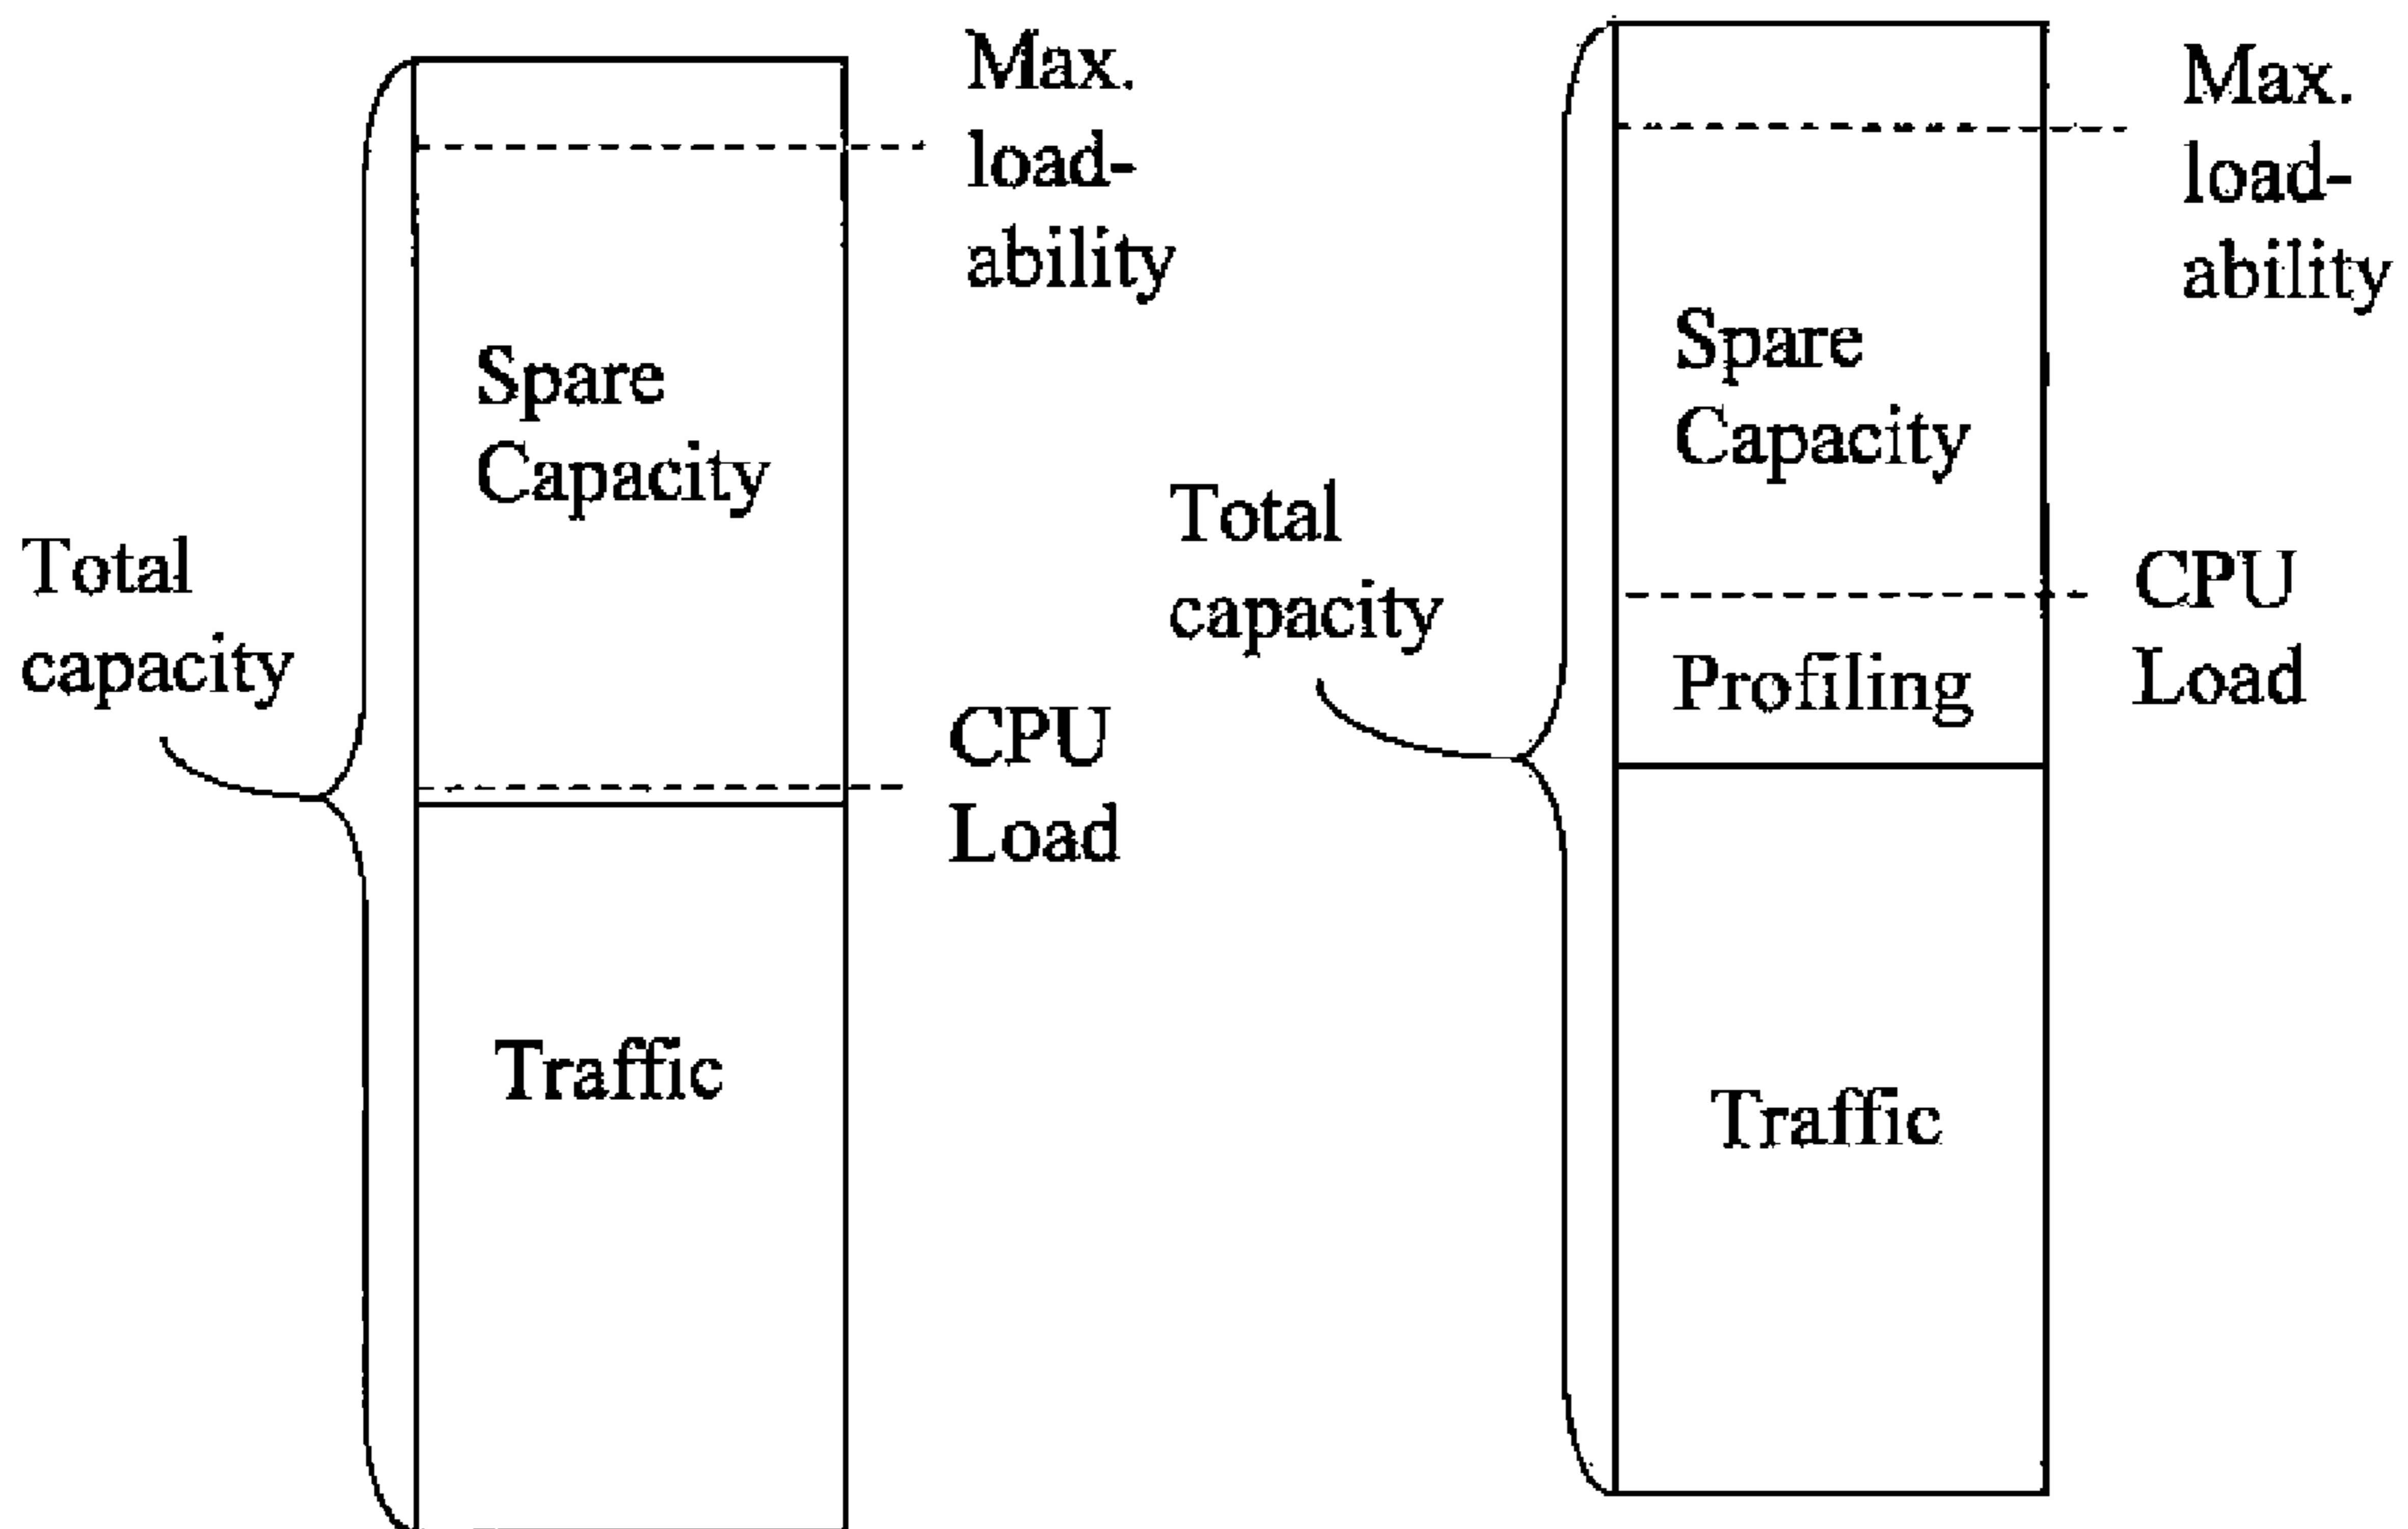 Max.
load-
ability
Spare
Capacity
Total
capacity
CPU
Load
Traffic
Max.
load-
ability
Spare
Capacity
Total
capacity
CPU
Load
Profiling
Traffic